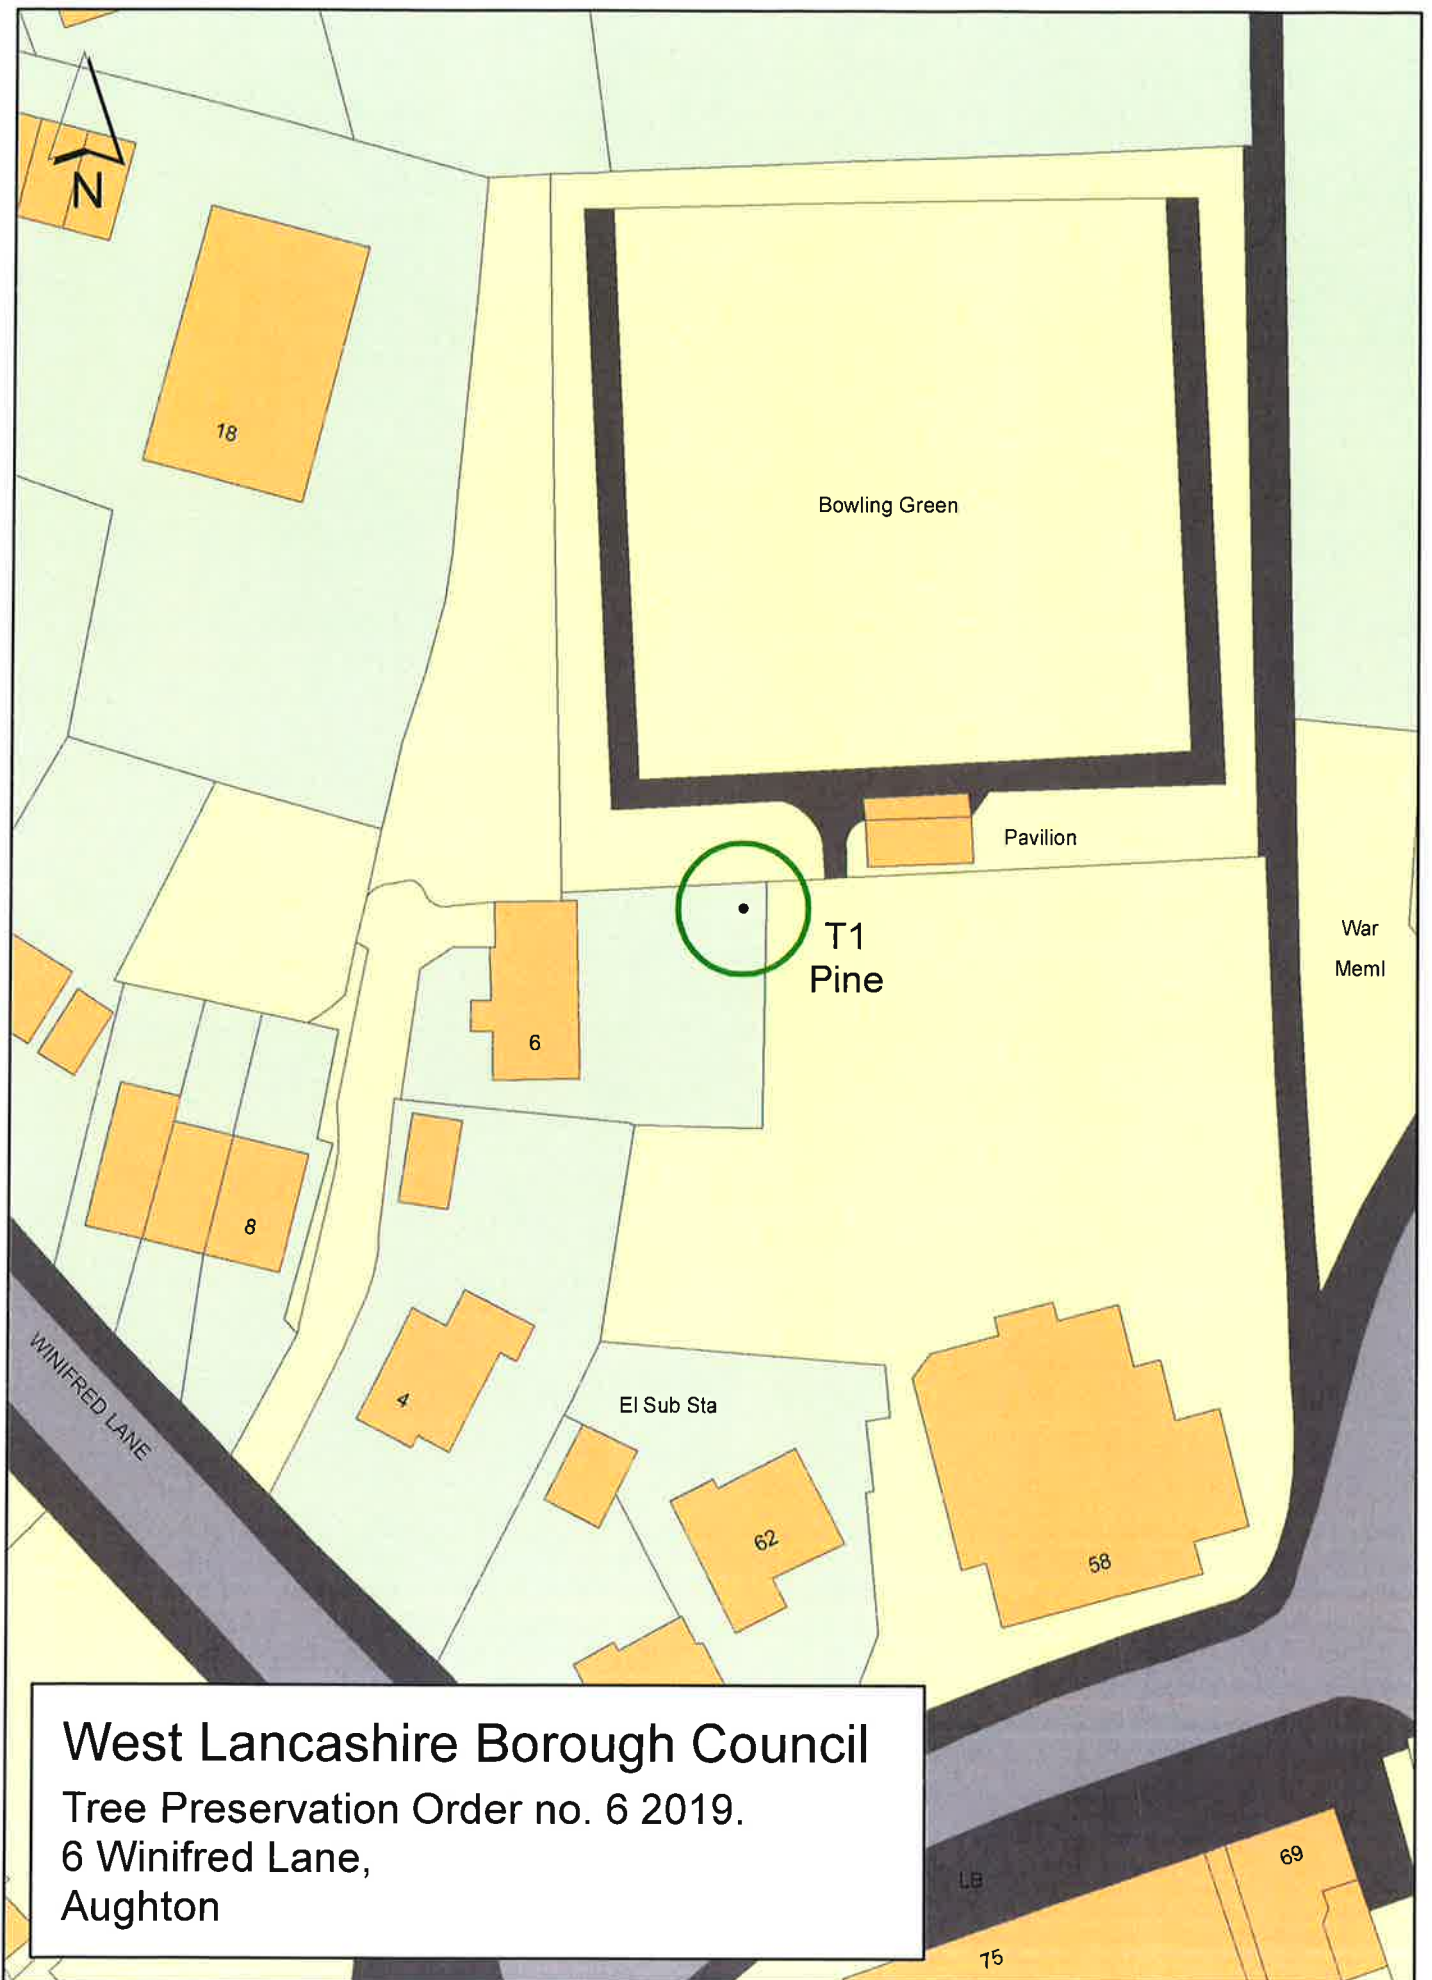 N
18
Bowling Green
Pavilion
T1
Pine
War
Meml
6
8
4
WINIFRED LANE
El Sub Sta
62
58
West Lancashire Borough Council
Tree Preservation Order no. 6 2019.
6 Winifred Lane,
Aughton
LB
69
75